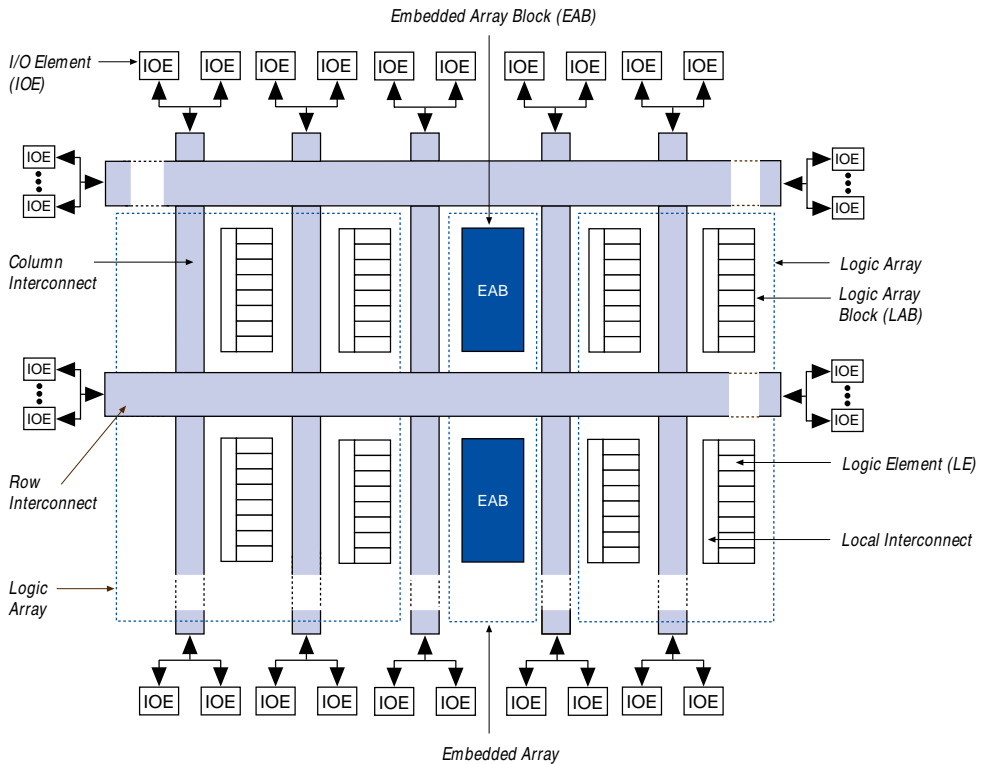 Embedded Array Block (EAB)
I/O Element
(IOE)
IOE IOE IOE IOE IOE IOE IOE IOE IOE IOE
IOE IOE
IOE IOE
Column
Interconnect
EAB
Logic Array
Logic Array
Block (LAB)
IOE IOE
IOE IOE
Row
Interconnect
EAB
Logic Element (LE)
Local Interconnect
Logic
Array
IOE IOE IOE IOE IOE IOE IOE IOE IOE IOE
Embedded Array